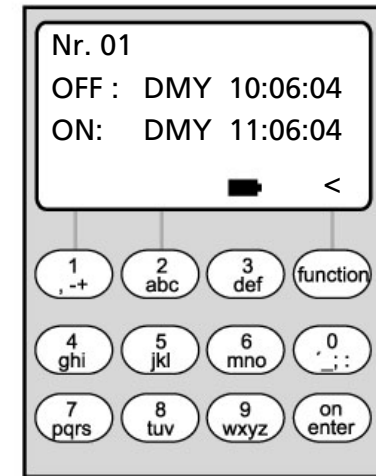 Nr. 01
OFF : DMY 10:06:04
ON: DMY 11:06:04
<
1 2 3 function
, -+ abc def
4 5 6 0
ghi jkl mno ´_; :
7 8 9 on
pqrs tuv wxyz enter